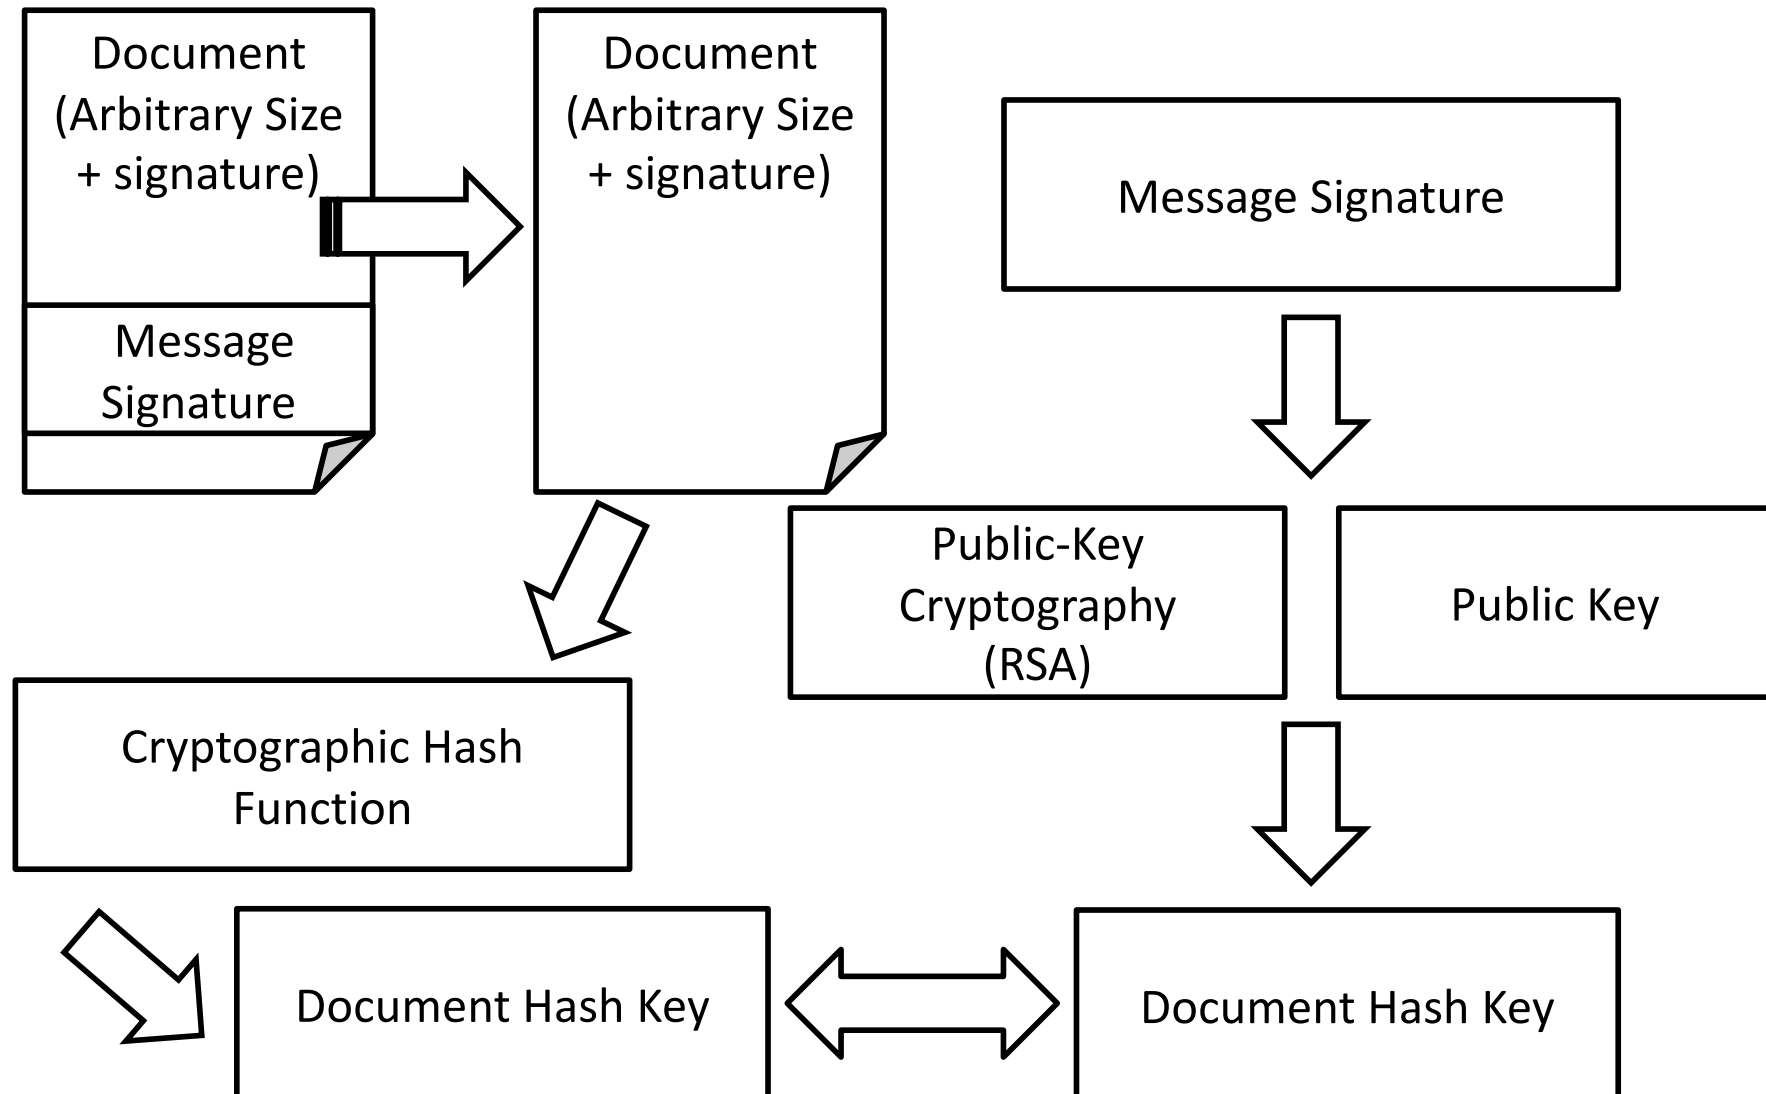 Document
(Arbitrary Size
+ signature)
Message
Signature
Document
(Arbitrary Size
+ signature)
Message Signature
Public-Key
Cryptography
(RSA)
Public Key
Cryptographic Hash
Function
Document Hash Key
Document Hash Key